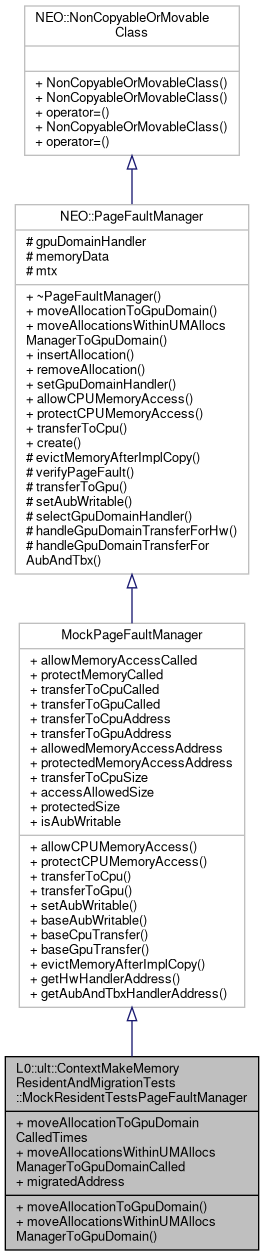 NEO::NonCopyableOrMovable
Class
+ NonCopyableOrMovableClass()
+ NonCopyableOrMovableClass()
+ operator=()
+ NonCopyableOrMovableClass()
+ operator=()
NEO::PageFaultManager
# gpuDomainHandler
# memoryData
# mtx
+ ~PageFaultManager()
+ moveAllocationToGpuDomain()
+ moveAllocationsWithinUMAllocs
ManagerToGpuDomain()
+ insertAllocation()
+ removeAllocation()
+ setGpuDomainHandler()
+ allowCPUMemoryAccess()
+ protectCPUMemoryAccess()
+ transferToCpu()
+ create()
# evictMemoryAfterImplCopy()
# verifyPageFault()
# transferToGpu()
# setAubWritable()
# selectGpuDomainHandler()
# handleGpuDomainTransferForHw()
# handleGpuDomainTransferFor
AubAndTbx()
MockPageFaultManager
+ allowMemoryAccessCalled
+ protectMemoryCalled
+ transferToCpuCalled
+ transferToGpuCalled
+ transferToCpuAddress
+ transferToGpuAddress
+ allowedMemoryAccessAddress
+ protectedMemoryAccessAddress
+ transferToCpuSize
+ accessAllowedSize
+ protectedSize
+ isAubWritable
+ allowCPUMemoryAccess()
+ protectCPUMemoryAccess()
+ transferToCpu()
+ transferToGpu()
+ setAubWritable()
+ baseAubWritable()
+ baseCpuTransfer()
+ baseGpuTransfer()
+ evictMemoryAfterImplCopy()
+ getHwHandlerAddress()
+ getAubAndTbxHandlerAddress()
L0::ult::ContextMakeMemory
ResidentAndMigrationTests
::MockResidentTestsPageFaultManager
+ moveAllocationToGpuDomain
CalledTimes
+ moveAllocationsWithinUMAllocs
ManagerToGpuDomainCalled
+ migratedAddress
+ moveAllocationToGpuDomain()
+ moveAllocationsWithinUMAllocs
ManagerToGpuDomain()